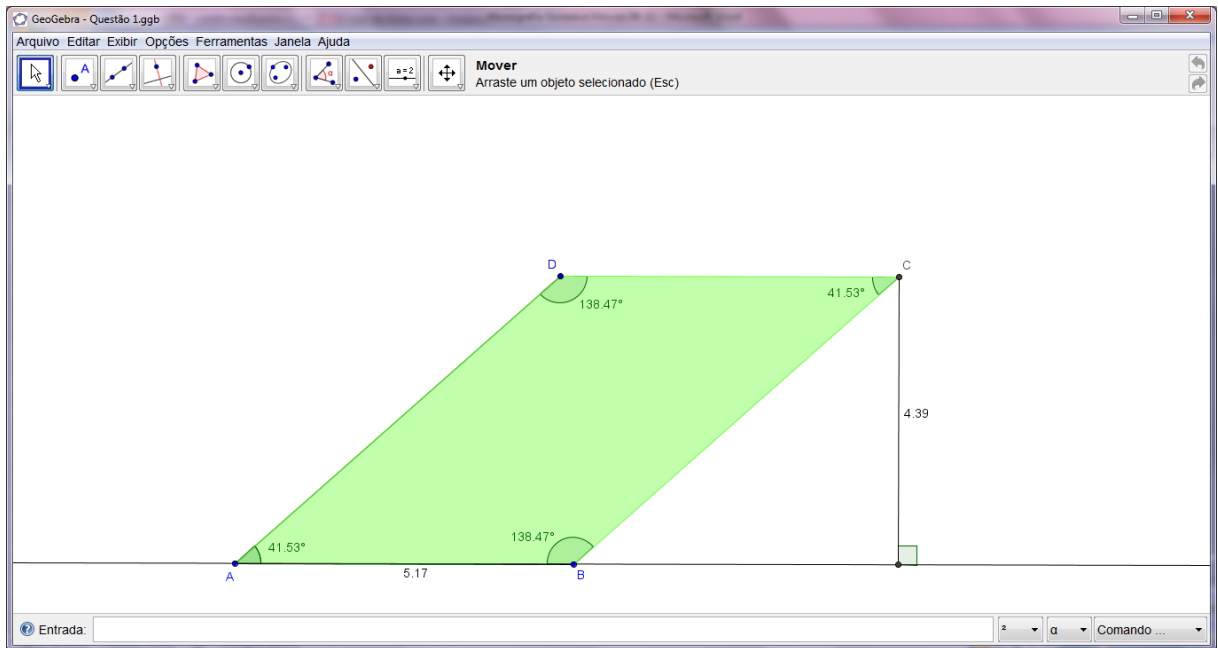 GeoGebra - Questão 1.ggb
Arquivo Editar Exibir Opções Ferramentas Janela Ajuda
A
α
a=2
Mover
Arraste um objeto selecionado (Esc)
D
C
138.47°
41.53°
4.39
138.47°
41.53°
A
5.17
B
Entrada:
²
α
Comando ...